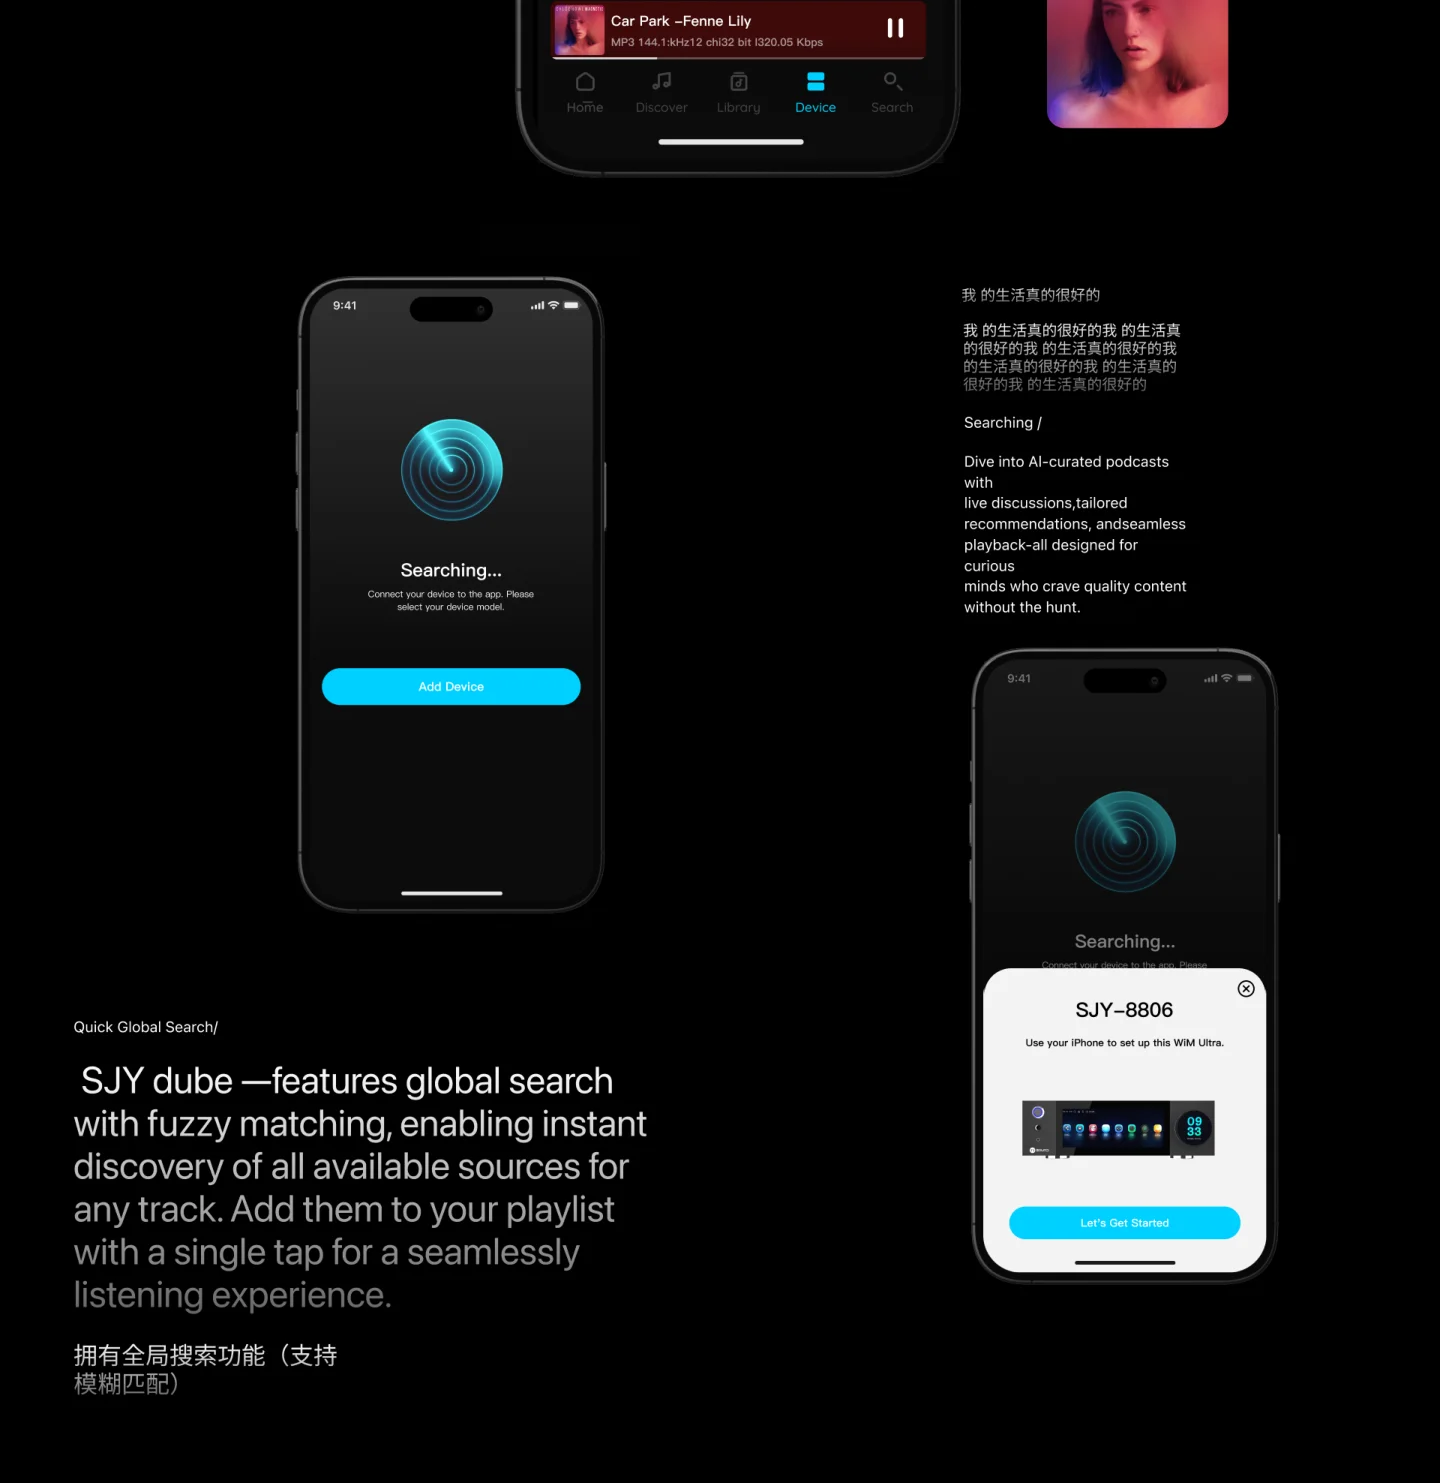 Car Park –Fenne Lily
MP3 144.1:kHz12 chi32 bit I320.05 Kbps
Home
Discover
Library
Device
Search
9:41
Searching...
Connect your device to the app. Please
select your device model.
Add Device
我 的生活真的很好的
我 的生活真的很好的我 的生活真
的很好的我 的生活真的很好的我
的生活真的很好的我 的生活真的
很好的我 的生活真的很好的
Searching /
Dive into AI-curated podcasts
with
live discussions,tailored
recommendations, andseamless
playback-all designed for
curious
minds who crave quality content
without the hunt.
9:41
Searching...
Connect your device to the app. Please
SJY-8806
Use your iPhone to set up this WiM Ultra.
09
33
Let's Get Started
Quick Global Search/
SJY dube —features global search
with fuzzy matching, enabling instant
discovery of all available sources for
any track. Add them to your playlist
with a single tap for a seamlessly
listening experience.
拥有全局搜索功能（支持
模糊匹配）